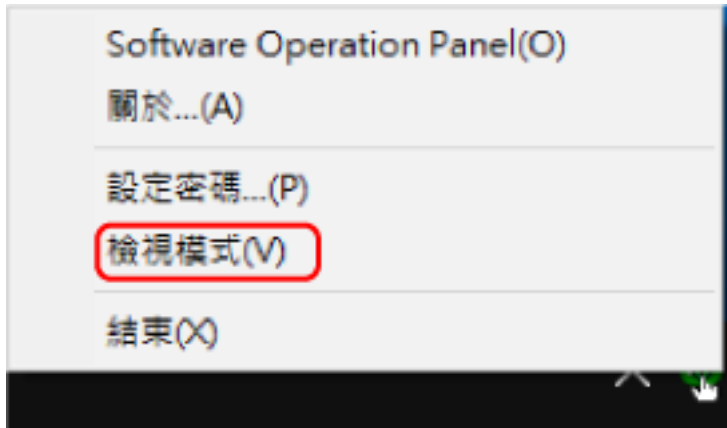 Software Operation Panel(O)
關於...(A)
設定密碼...(P)
檢視模式(V)
結束(X)